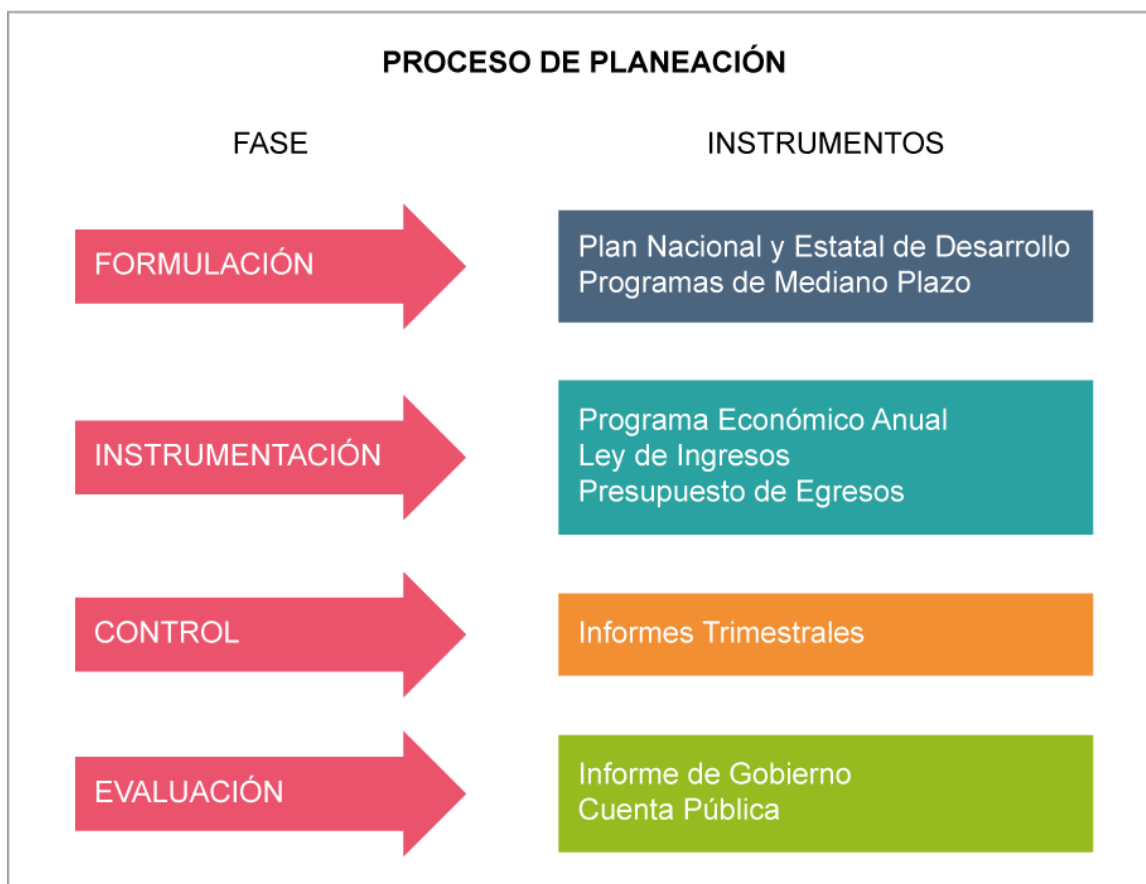 PROCESO DE PLANEACIÓN
FASE
INSTRUMENTOS
FORMULACIÓN
Plan Nacional y Estatal de Desarrollo
Programas de Mediano Plazo
INSTRUMENTACIÓN
Programa Económico Anual
Ley de Ingresos
Presupuesto de Egresos
CONTROL
Informes Trimestrales
EVALUACIÓN
Informe de Gobierno
Cuenta Pública